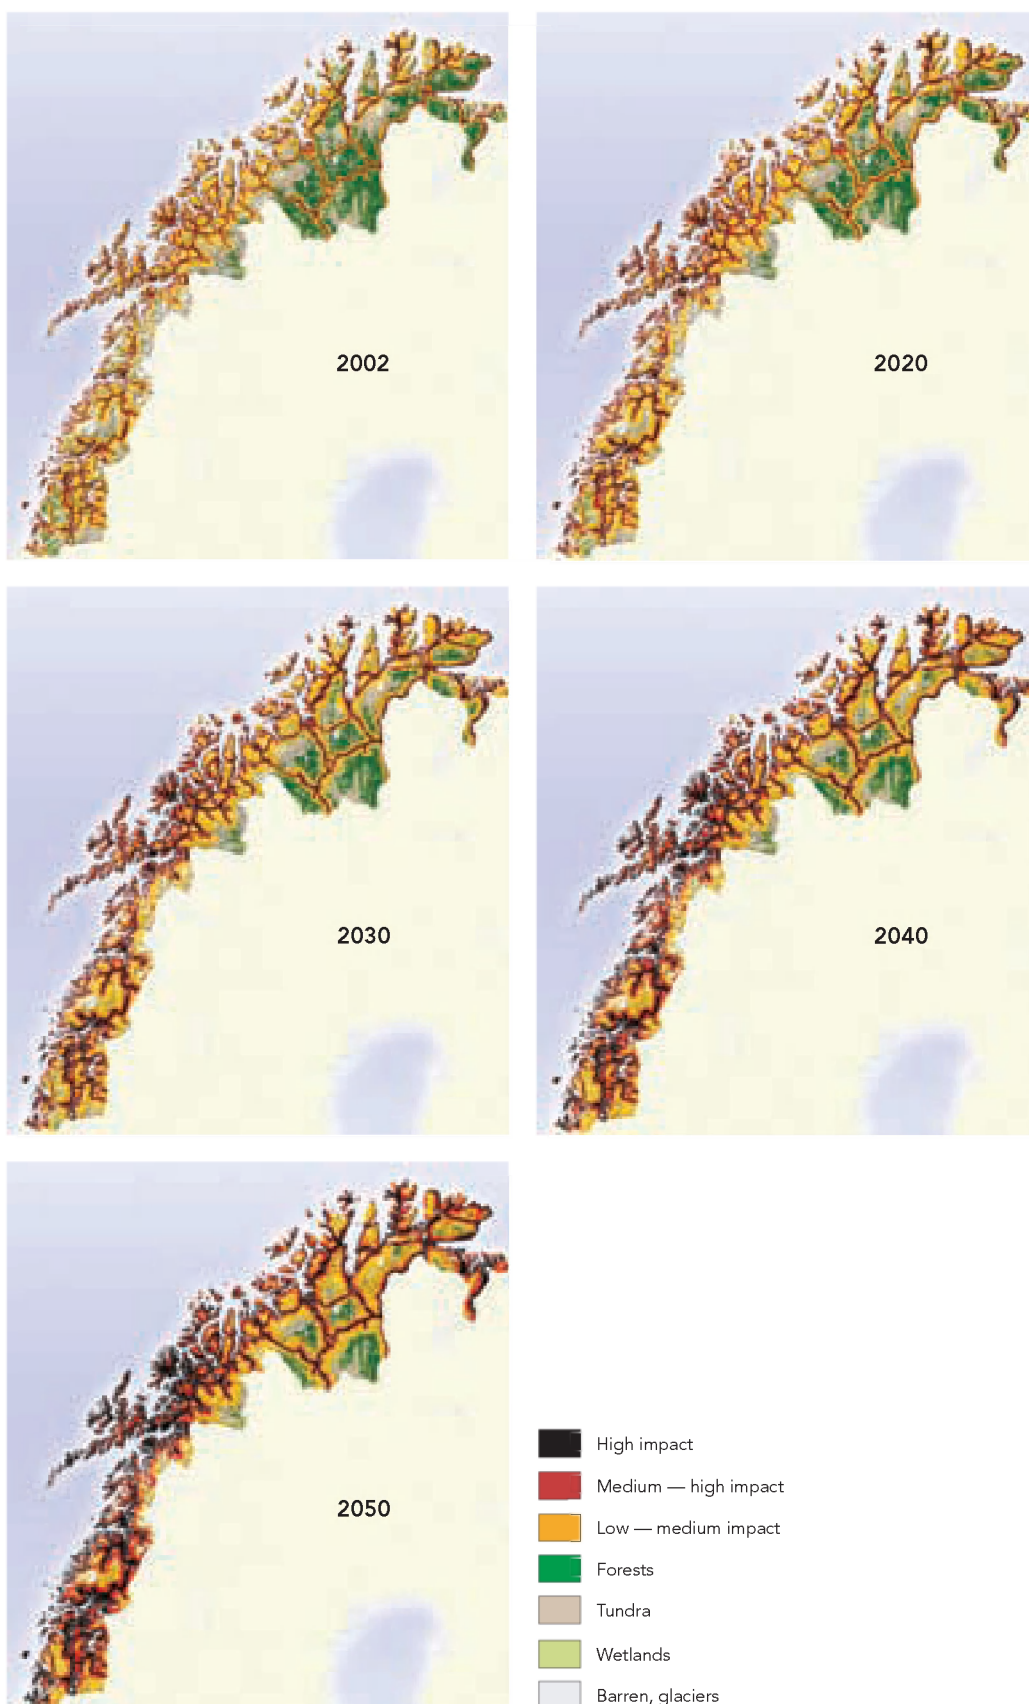 2002
2020
2030
2040
2050
High impact
Medium — high impact
Low — medium impact
Forests
Tundra
Wetlands
Barren, glaciers